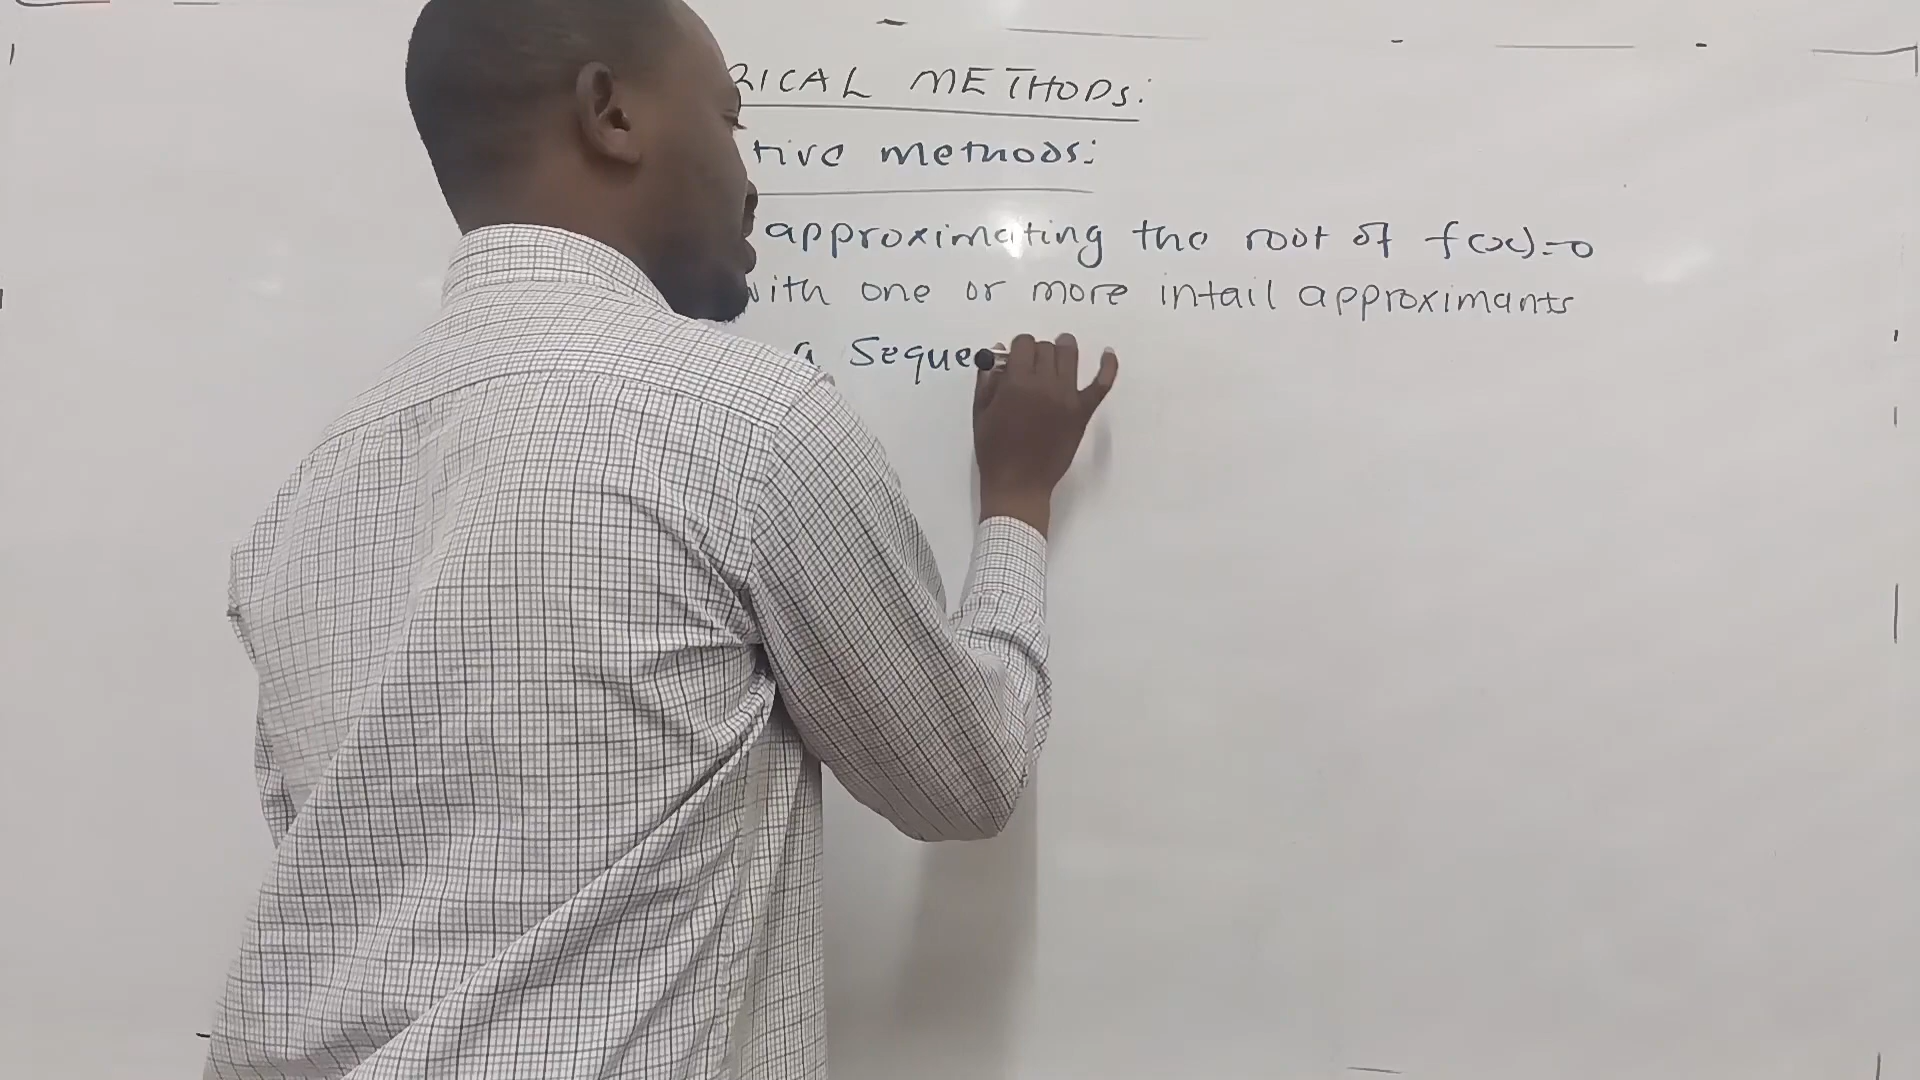 RICAL METHODS:
tive methods:
approximating the root of f(x)=0
with one or more intail approximants
a Seque